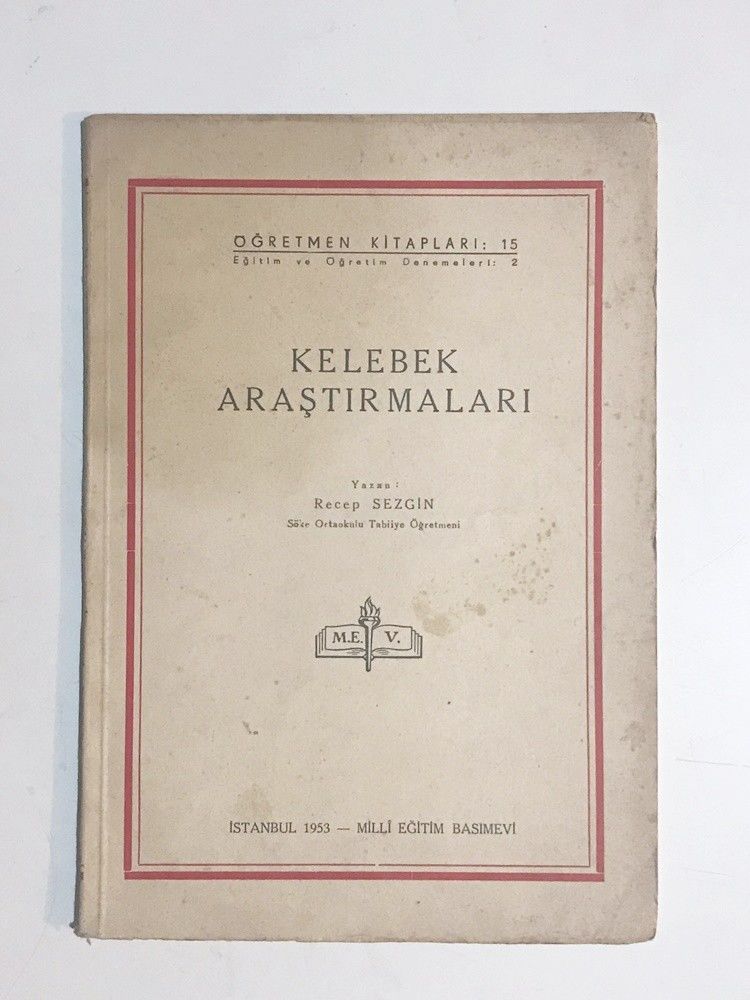 ÖĞRETMEN KİTAPLARI: 15
Eğitim ve Öğretim Denemeleri: 2
KELEBEK
ARAŞTIRMALARI
Yazan :
Recep SEZGİN
Söke Ortaokulu Tabiiye Öğretmeni
M.E. V.
İSTANBUL 1953 — MİLLÎ EĞİTİM BASIMEVİ